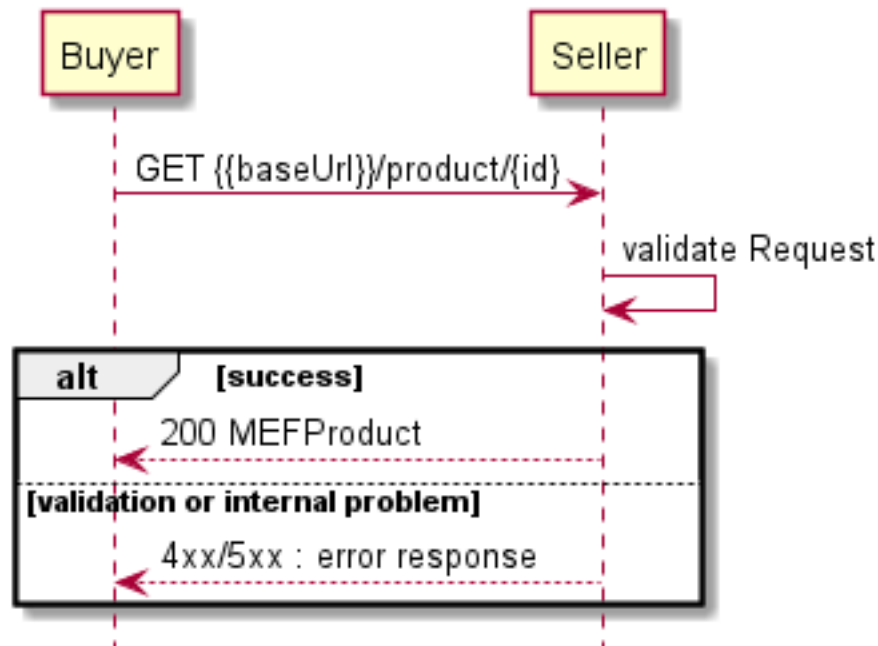 Buyer
Seller
GET {{baseUrl}}/product/{id}
validate Request
alt
[success]
200 MEFProduct
[validation or internal problem]
4xx/5xx : error response